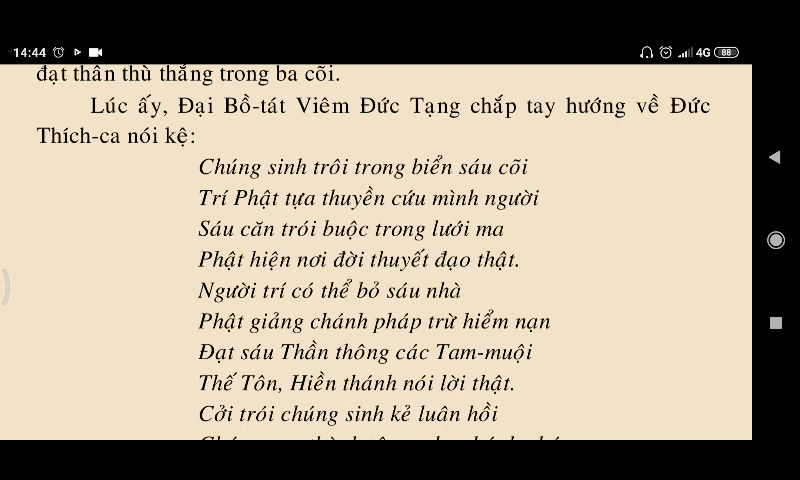 14:44
4G 88
đạt thân thù thắng trong ba cõi.
Lúc ấy, Đại Bồ-tát Viêm Đức Tạng chắp tay hướng về Đức
Thích-ca nói kệ:
Chúng sinh trôi trong biển sáu cõi
Trí Phật tựa thuyền cứu mình người
Sáu căn trói buộc trong lưới ma
Phật hiện nơi đời thuyết đạo thật.
Người trí có thể bỏ sáu nhà
Phật giảng chánh pháp trừ hiểm nạn
Đạt sáu Thần thông các Tam-muội
Thế Tôn, Hiền thánh nói lời thật.
Cởi trói chúng sinh kẻ luân hồi